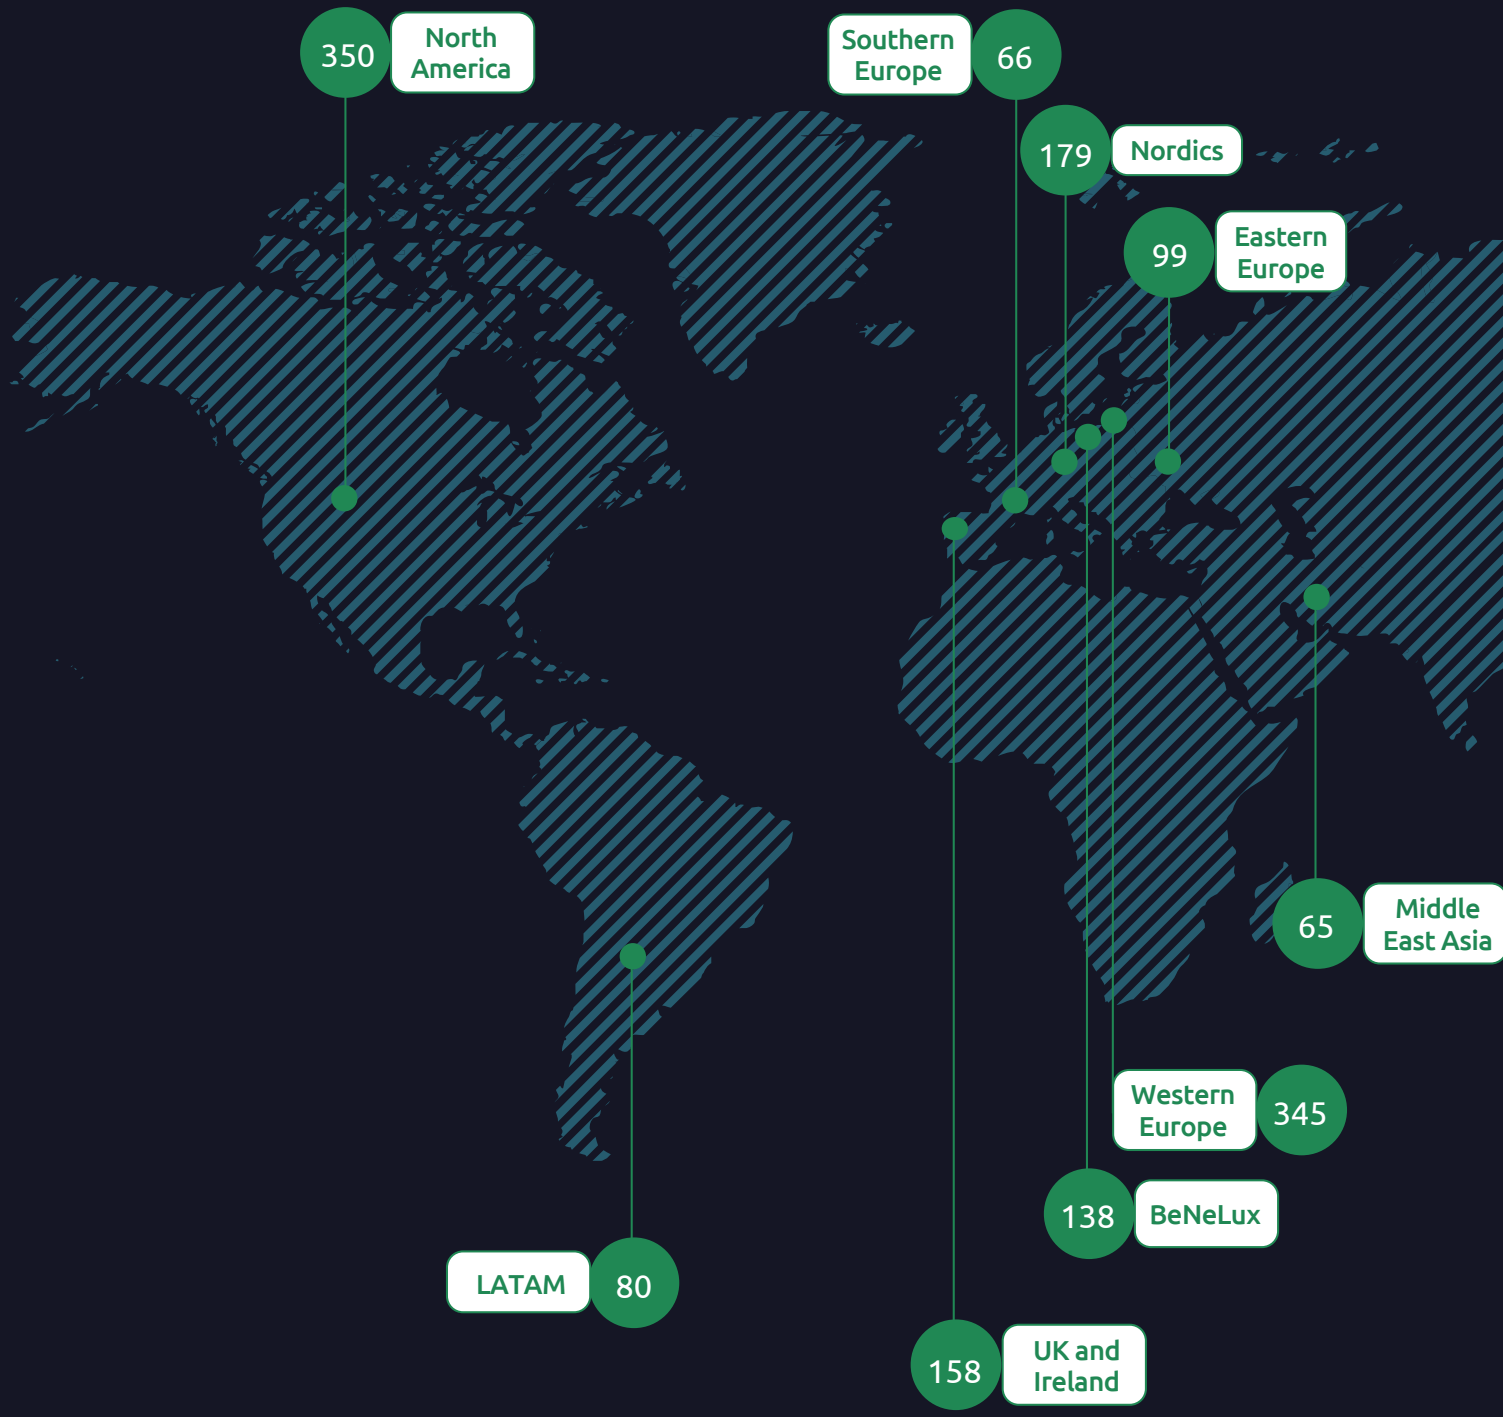 350
North
America
Southern
Europe
66
179
Nordics
99
Eastern
Europe
65
Middle
East Asia
Western
Europe
345
138
BeNeLux
LATAM
80
158
UK and
Ireland